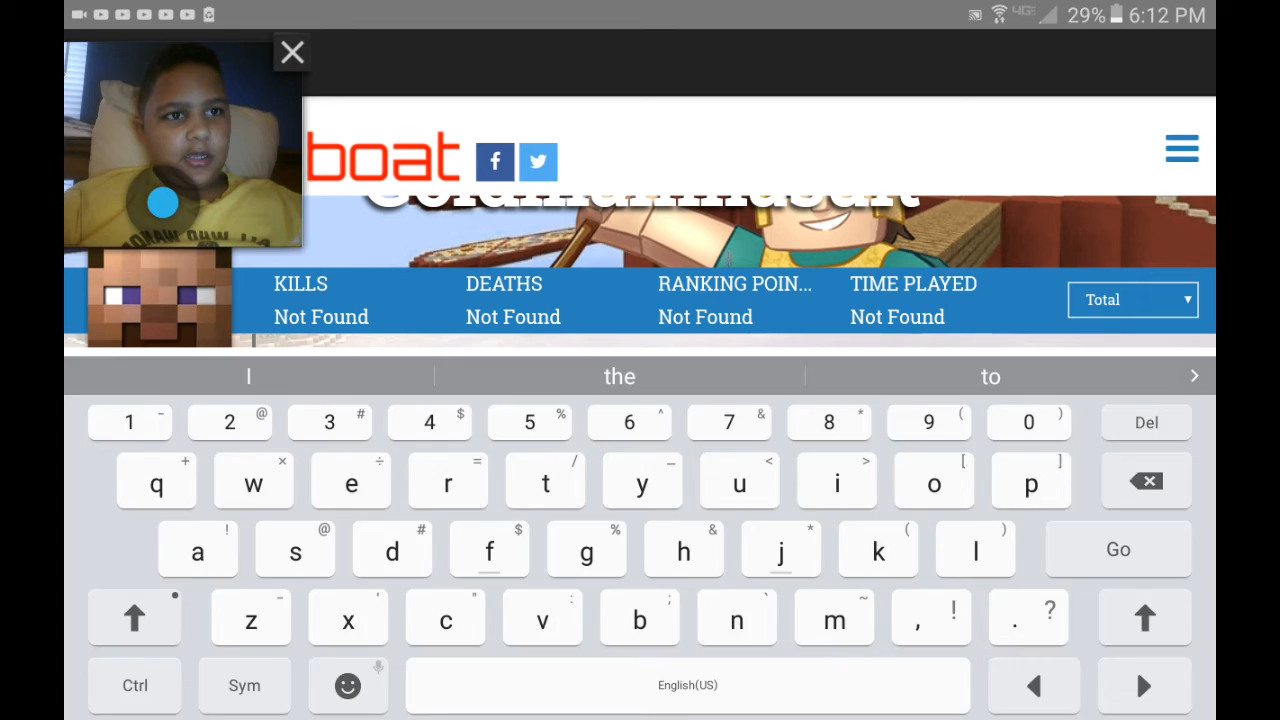 4GE 29% 6:12 PM
boat f
KILLS DEATHS RANKING POIN... TIME PLAYED
Not Found Not Found Not Found Not Found
Total
I the to
1 - 2 @ 3 # 4 $ 5 % 6 ^ 7 & 8 * 9 ( 0 ) Del
q + w × e ÷ r = t / y _ u < i > o [ p ]
a ! s @ d # f $ g % h & j * k ( l ) Go
z - x ' c " v : b ; n ` m ~ , ! . ?
Ctrl Sym English(US)